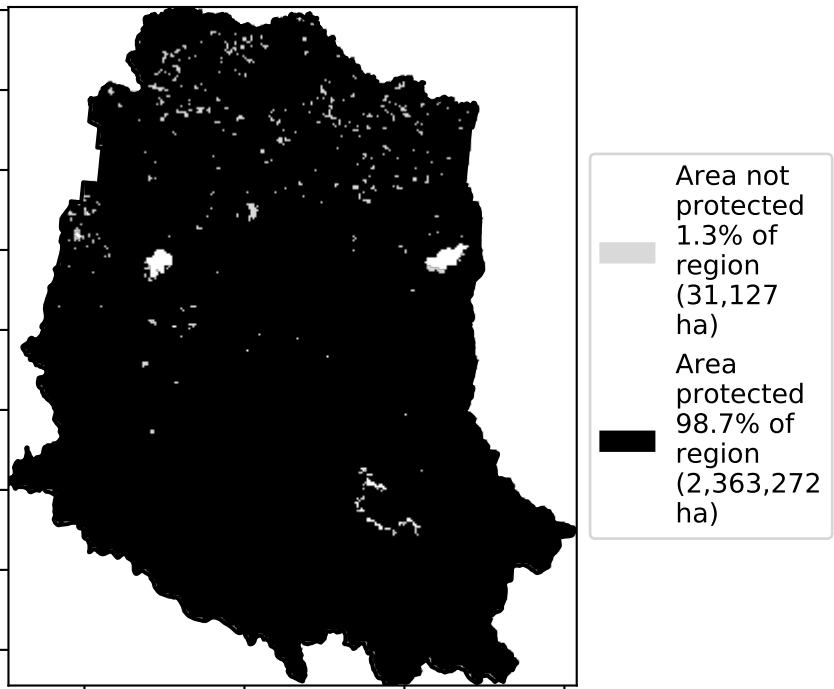 Area not
protected
1.3% of
region
(31,127
ha)
Area
protected
98.7% of
region
(2,363,272
ha)